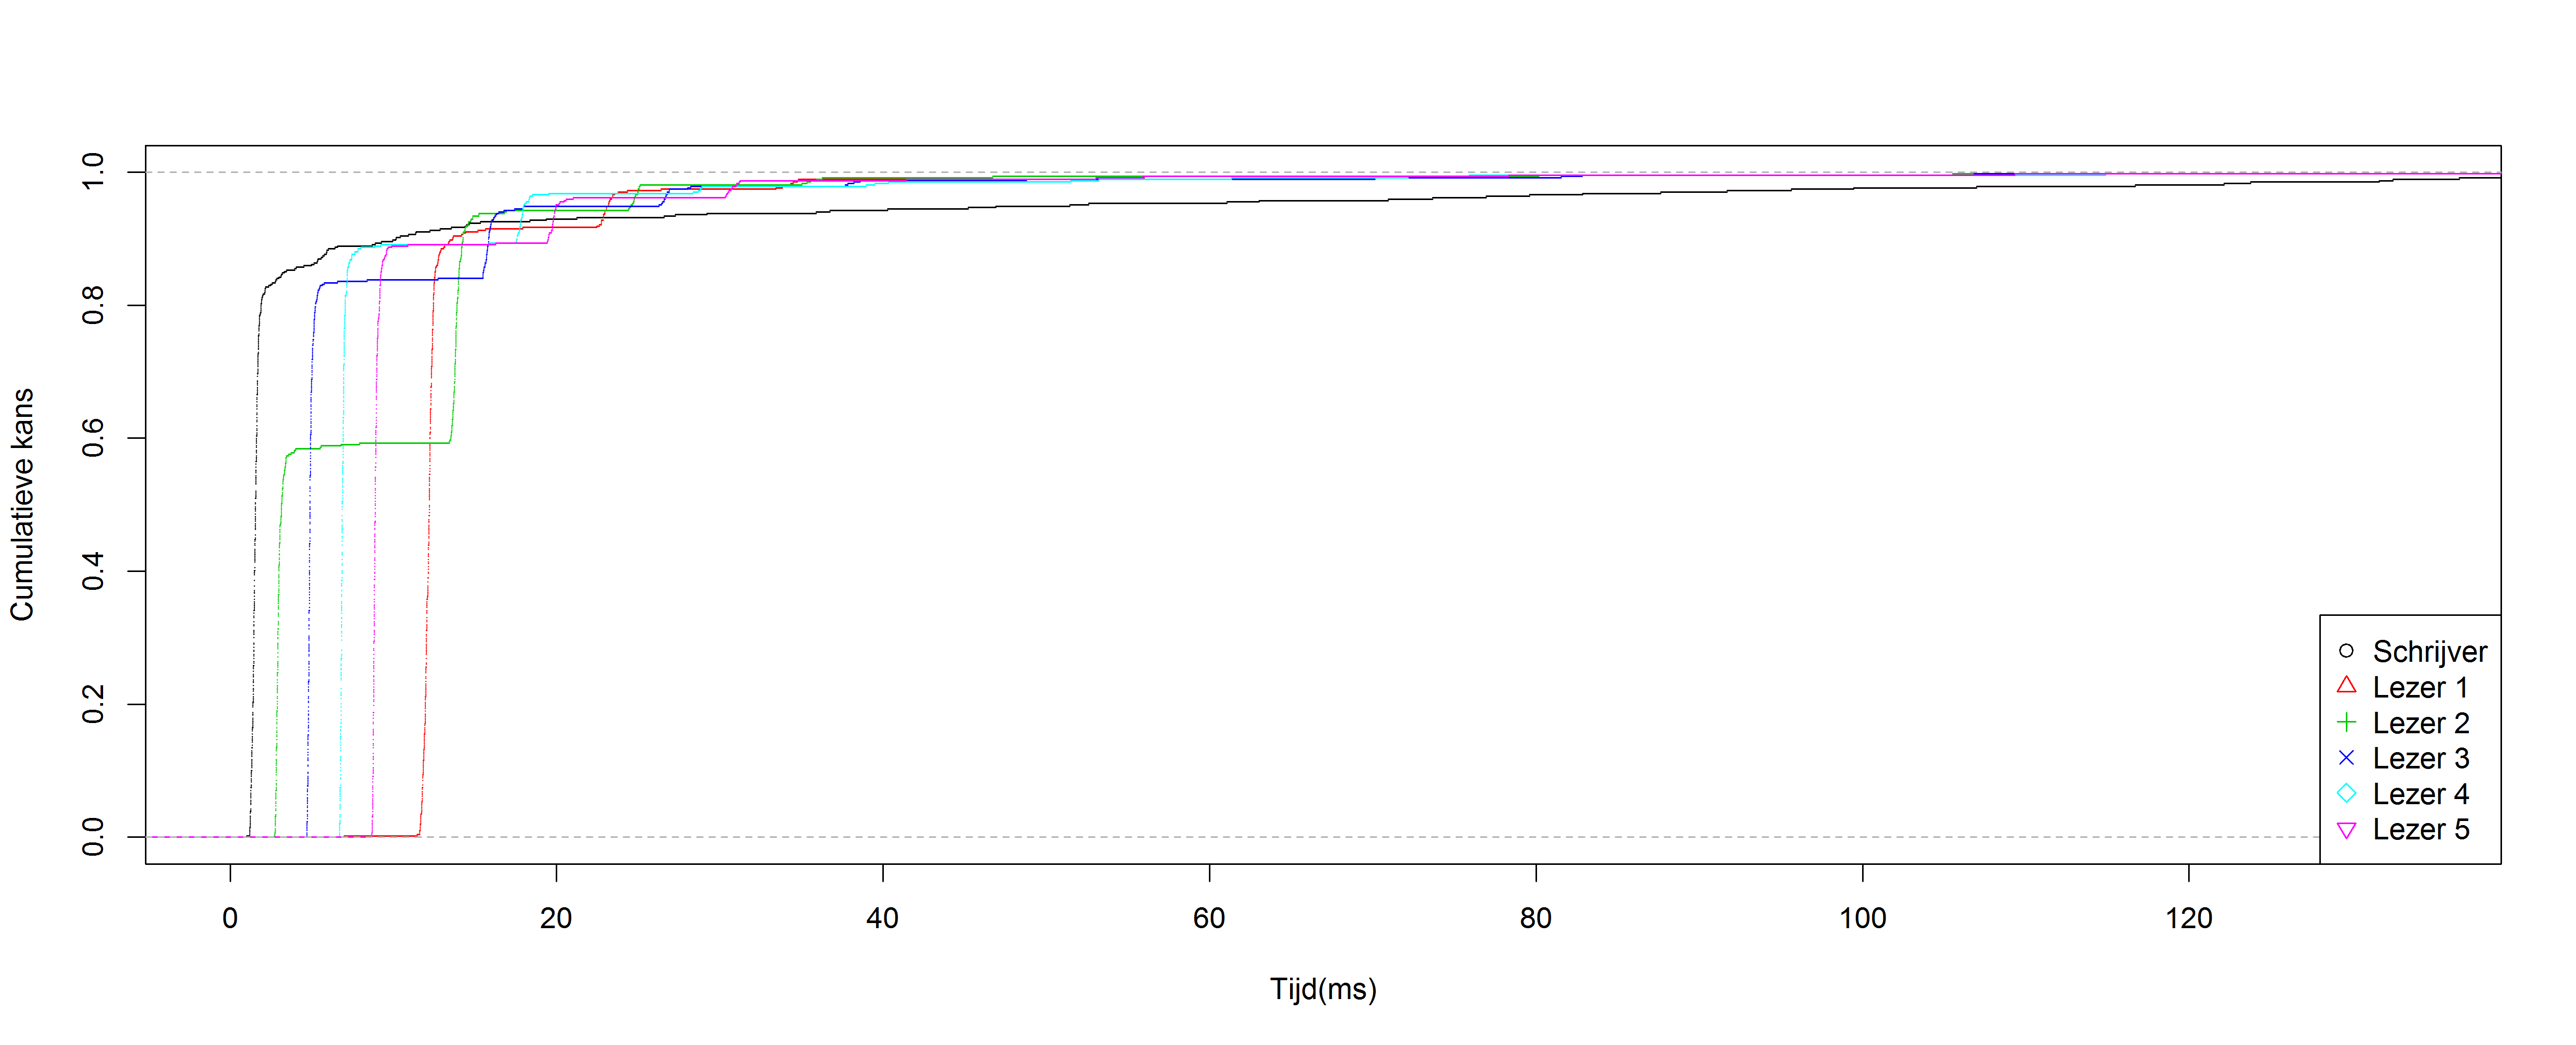 Cumulatieve kans
1.0
0.8
0.6
0.4
0.2
0.0
0 20 40 60 80 100 120
Tijd(ms)
Schrijver
Lezer 1
Lezer 2
Lezer 3
Lezer 4
Lezer 5